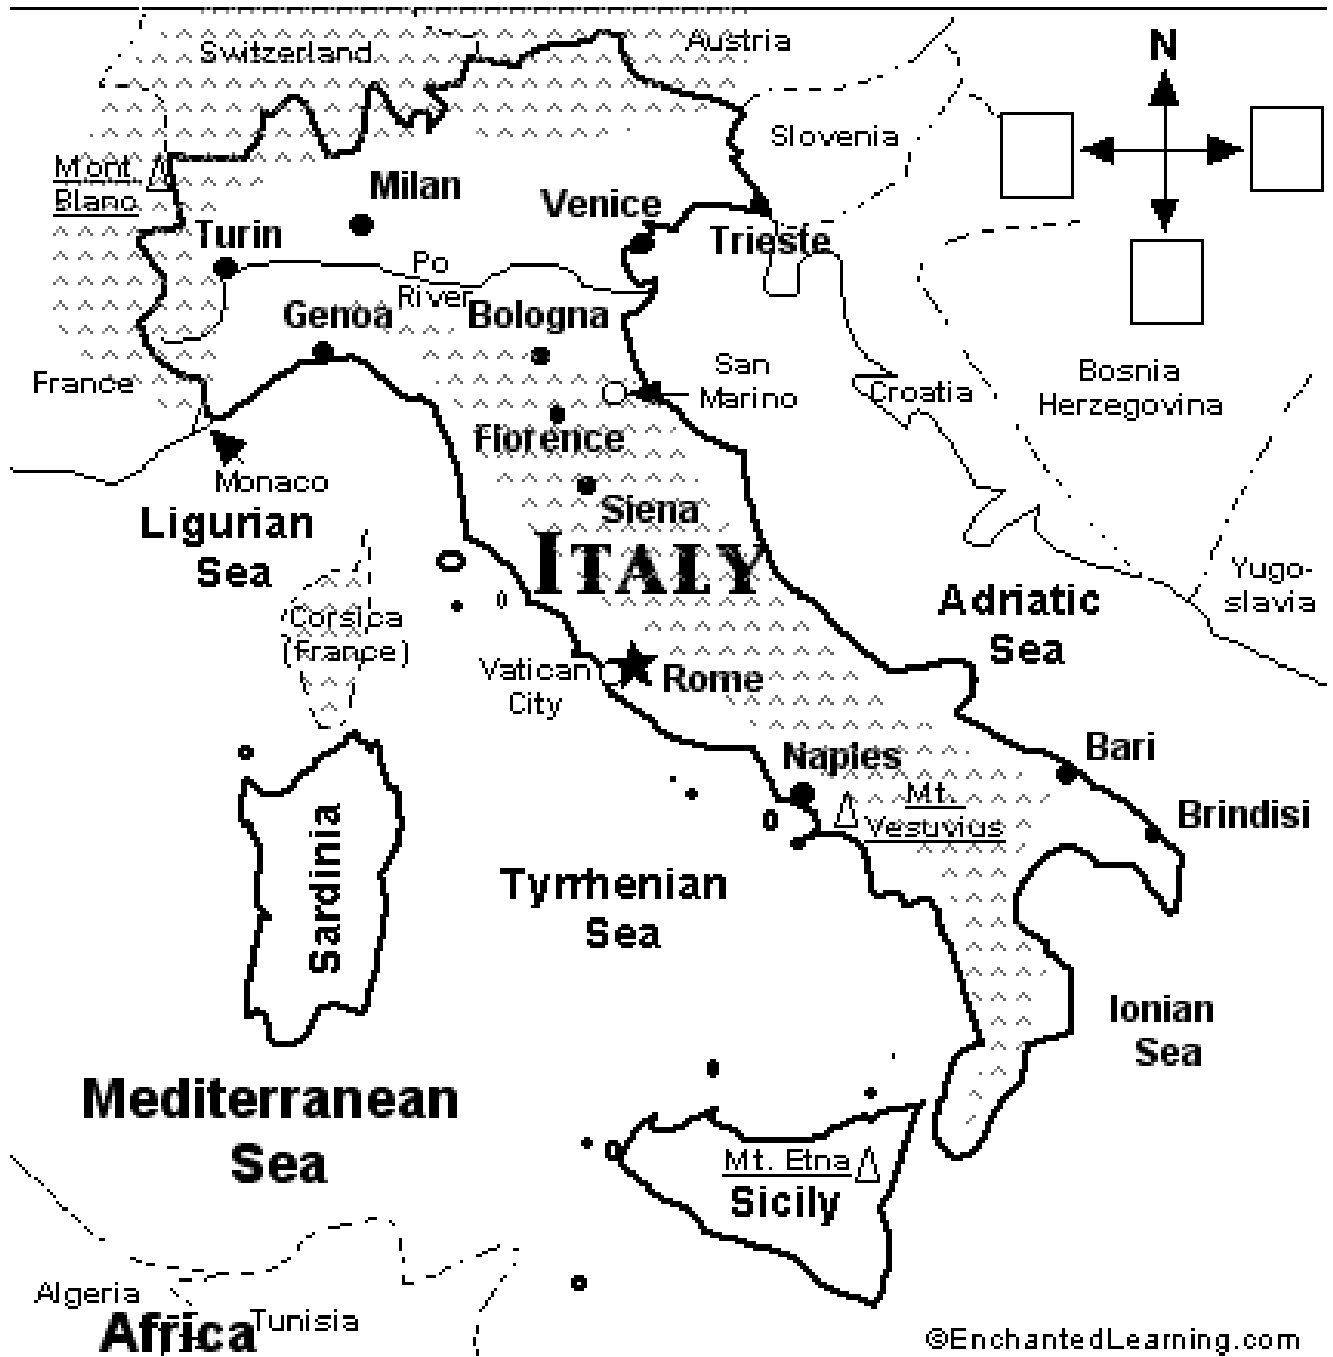 Switzerland
Austria
N
Slovenia
Mont
Blanc
Milan
Venice
Turin
Trieste
Po
River
Genoa
Bologna
France
San
Marino
Croatia
Bosnia
Herzegovina
Florence
Monaco
Siena
Ligurian
Sea
ITALY
Yugo-
slavia
Adriatic
Sea
Corsica
(France)
Vatican
City
Rome
Naples
Bari
Mt.
Vesuvius
Brindisi
Sardinia
Tyrrhenian
Sea
Ionian
Sea
Mediterranean
Sea
Mt. Etna
Sicily
Algeria
Africa
Tunisia
©EnchantedLearning.com